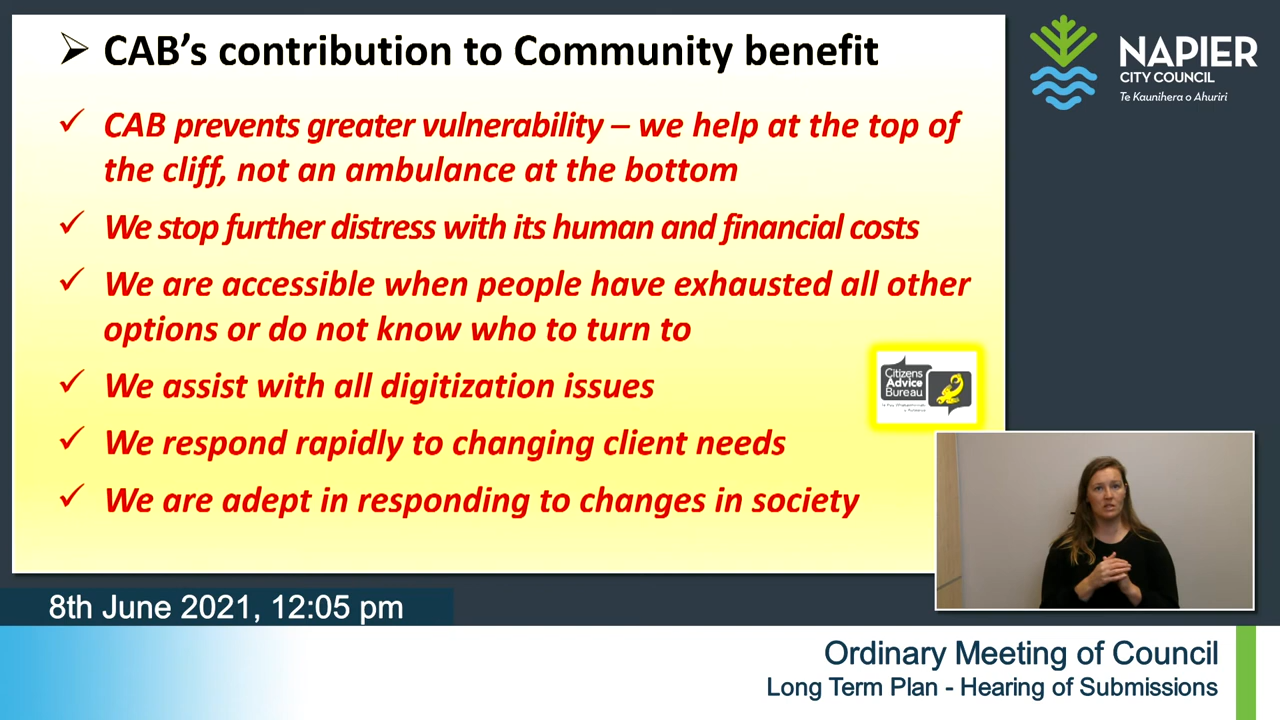 CAB's contribution to Community benefit
CAB prevents greater vulnerability – we help at the top of
the cliff, not an ambulance at the bottom
We stop further distress with its human and financial costs
We are accessible when people have exhausted all other
options or do not know who to turn to
We assist with all digitization issues
We respond rapidly to changing client needs
We are adept in responding to changes in society
Citizens
Advice
Bureau
NAPIER
CITY COUNCIL
Te Kaunihera o Ahuriri
8th June 2021, 12:05 pm
Ordinary Meeting of Council
Long Term Plan - Hearing of Submissions